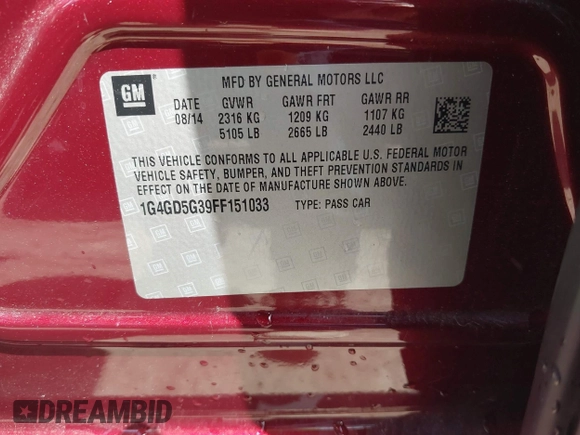 GM
MFD BY GENERAL MOTORS LLC
DATE GVWR GAWR FRT GAWR RR
08/14 2316 KG 1209 KG 1107 KG
5105 LB 2665 LB 2440 LB
THIS VEHICLE CONFORMS TO ALL APPLICABLE U.S. FEDERAL MOTOR
VEHICLE SAFETY, BUMPER, AND THEFT PREVENTION STANDARDS IN
EFFECT ON THE DATE OF MANUFACTURE SHOWN ABOVE.
1G4GD5G39FF151033 TYPE: PASS CAR
DREAMBID